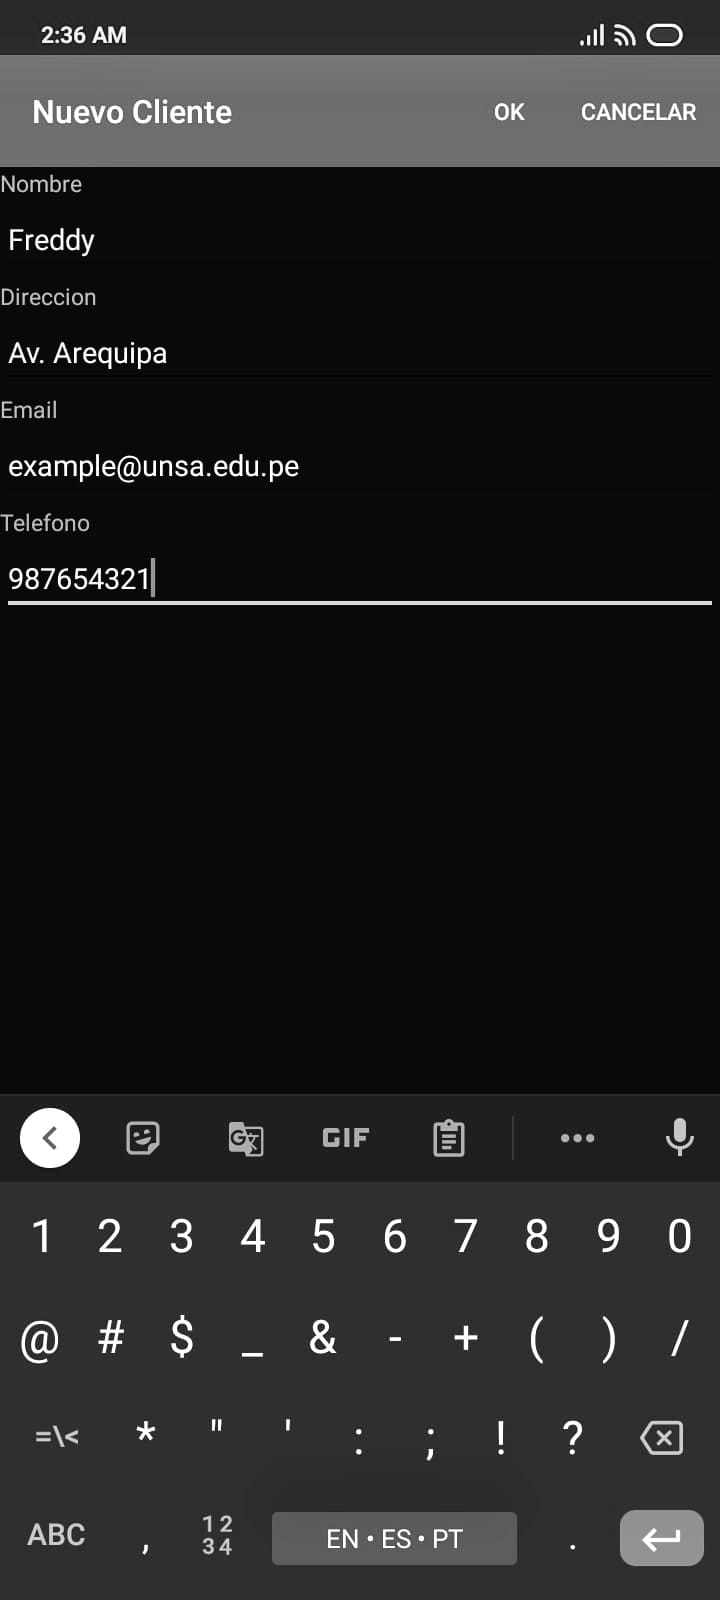 2:36 AM
Nuevo Cliente OK CANCELAR
Nombre
Freddy
Direccion
Av. Arequipa
Email
example@unsa.edu.pe
Telefono
987654321
GIF
1 2 3 4 5 6 7 8 9 0
@ # $ _ & - + ( ) /
=\< * " ' : ; ! ?
ABC , 12 34 EN • ES • PT .